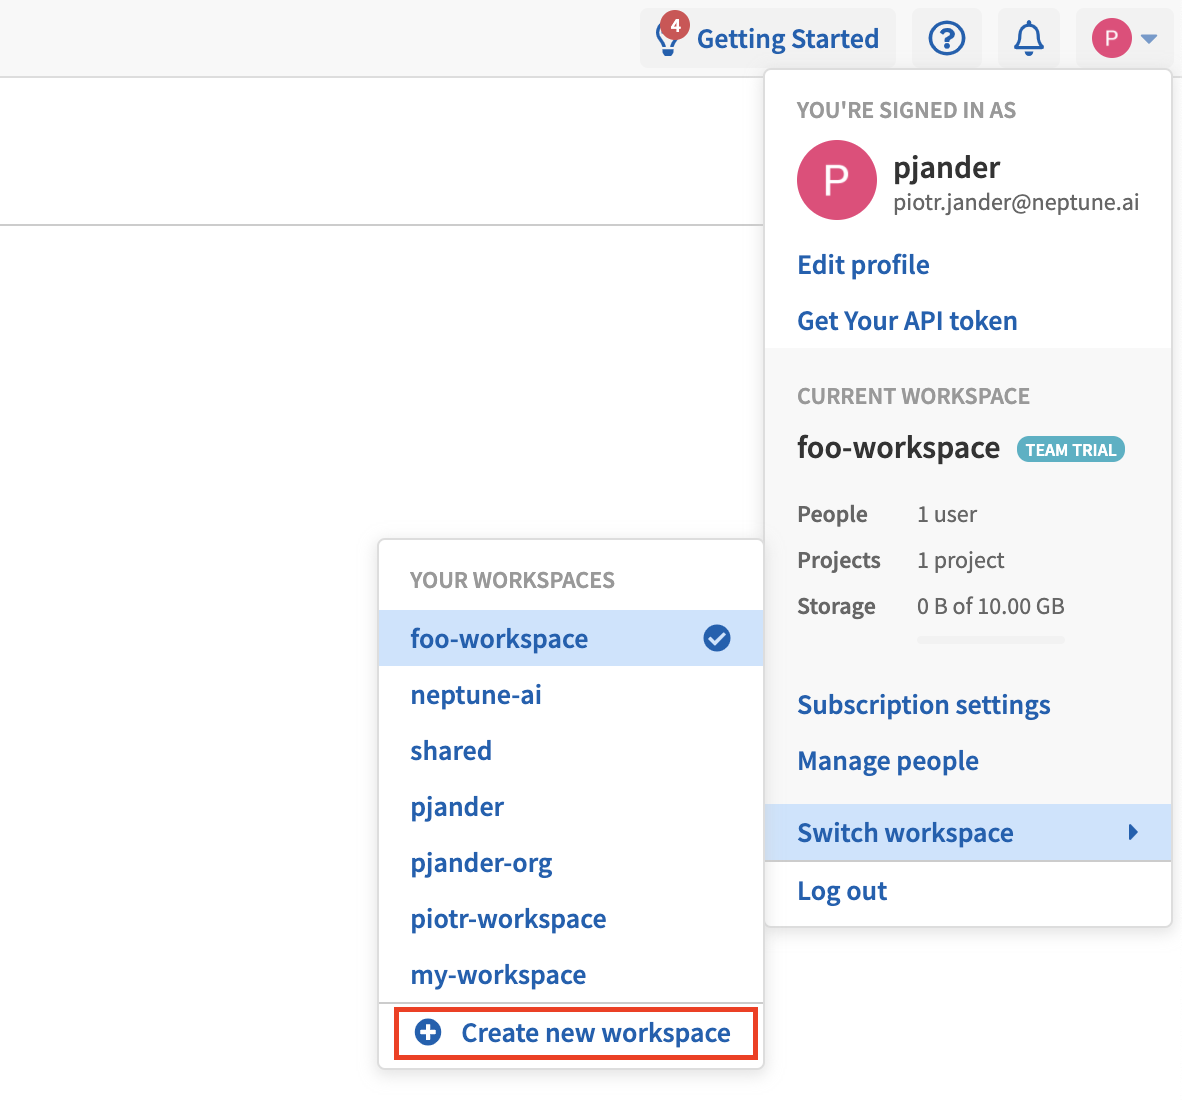 4
Getting Started
?
P
YOU'RE SIGNED IN AS
P
pjander
piotr.jander@neptune.ai
Edit profile
Get Your API token
CURRENT WORKSPACE
foo-workspace TEAM TRIAL
People 1 user
Projects 1 project
Storage 0 B of 10.00 GB
Subscription settings
Manage people
Switch workspace
Log out
YOUR WORKSPACES
foo-workspace
neptune-ai
shared
pjander
pjander-org
piotr-workspace
my-workspace
Create new workspace